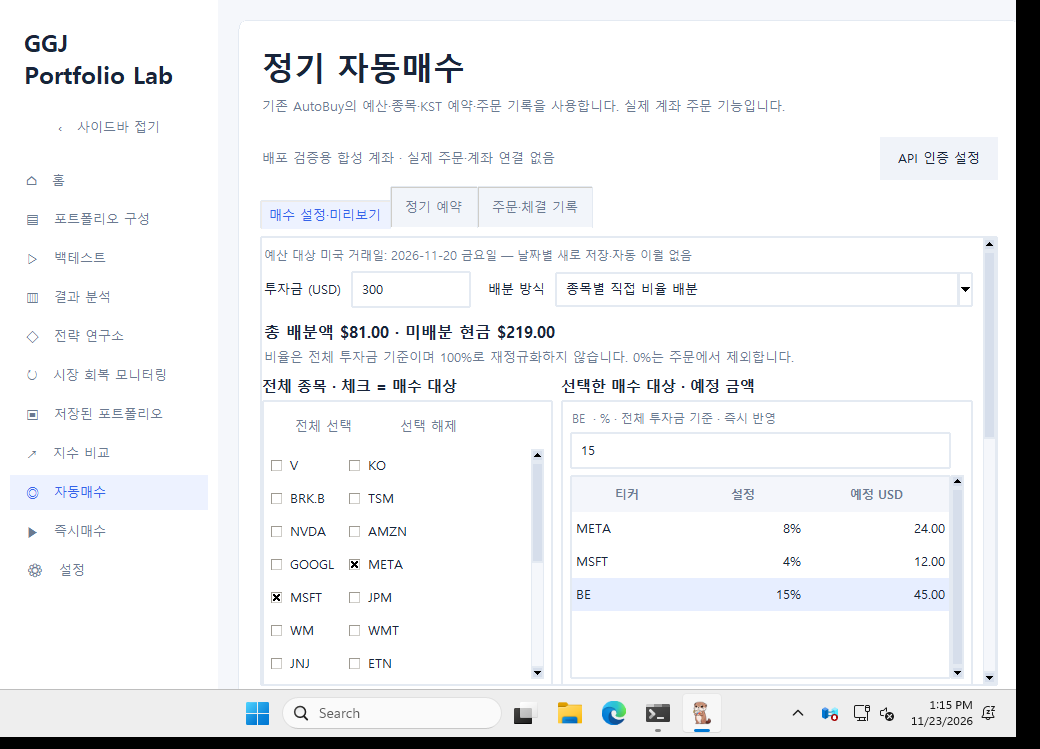 GGJ
Portfolio Lab
‹ 사이드바 접기
홈
포트폴리오 구성
백테스트
결과 분석
전략 연구소
시장 회복 모니터링
저장된 포트폴리오
지수 비교
자동매수
즉시매수
설정
정기 자동매수
기존 AutoBuy의 예산·종목·KST 예약·주문 기록을 사용합니다. 실제 계좌 주문 기능입니다.
배포 검증용 합성 계좌 · 실제 주문·계좌 연결 없음
API 인증 설정
매수 설정·미리보기 정기 예약 주문·체결 기록
예산 대상 미국 거래일: 2026-11-20 금요일 — 날짜별 새로 저장·자동 이월 없음
투자금 (USD) 300 배분 방식 종목별 직접 비율 배분
총 배분액 $81.00 · 미배분 현금 $219.00
비율은 전체 투자금 기준이며 100%로 재정규화하지 않습니다. 0%는 주문에서 제외합니다.
전체 종목 · 체크 = 매수 대상
전체 선택 선택 해제
V KO
BRK.B TSM
NVDA AMZN
GOOGL META
MSFT JPM
WM WMT
JNJ ETN
선택한 매수 대상 · 예정 금액
BE · % · 전체 투자금 기준 · 즉시 반영
15
티커 설정 예정 USD
META 8% 24.00
MSFT 4% 12.00
BE 15% 45.00
Search
1:15 PM
11/23/2026